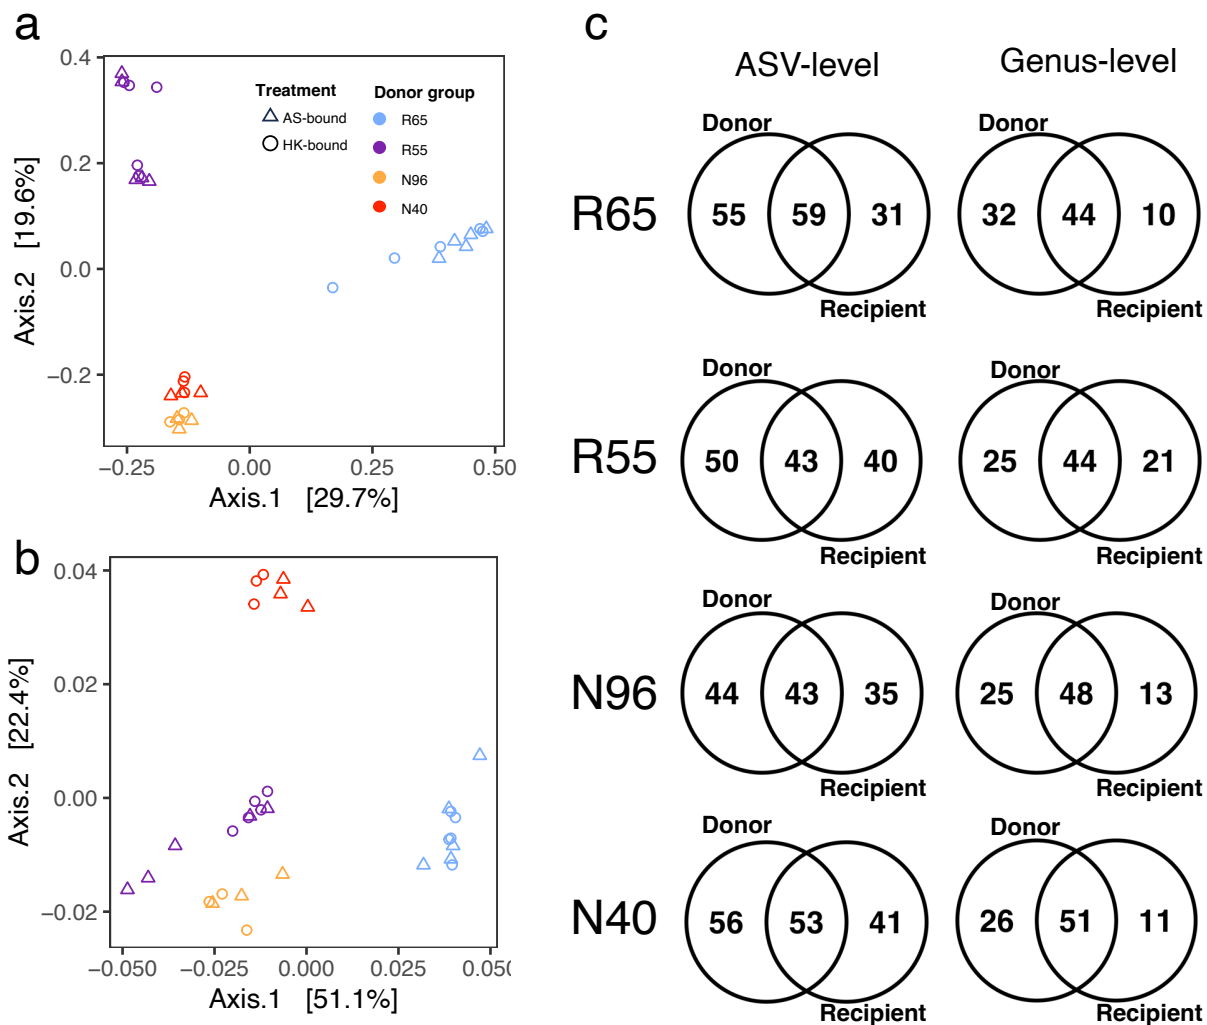 a
0.4
0.2
0.0
−0.2
Axis.2 [19.6%]
−0.25
0.00
0.25
0.50
Axis.1 [29.7%]
Treatment
AS-bound
HK-bound
Donor group
R65
R55
N96
N40
b
0.04
0.02
0.00
−0.02
Axis.2 [22.4%]
−0.050
−0.025
0.000
0.025
0.050
Axis.1 [51.1%]
c
ASV-level
Genus-level
R65
Donor
55
59
31
Recipient
Donor
32
44
10
Recipient
R55
Donor
50
43
40
Recipient
Donor
25
44
21
Recipient
N96
Donor
44
43
35
Recipient
Donor
25
48
13
Recipient
N40
Donor
56
53
41
Recipient
Donor
26
51
11
Recipient